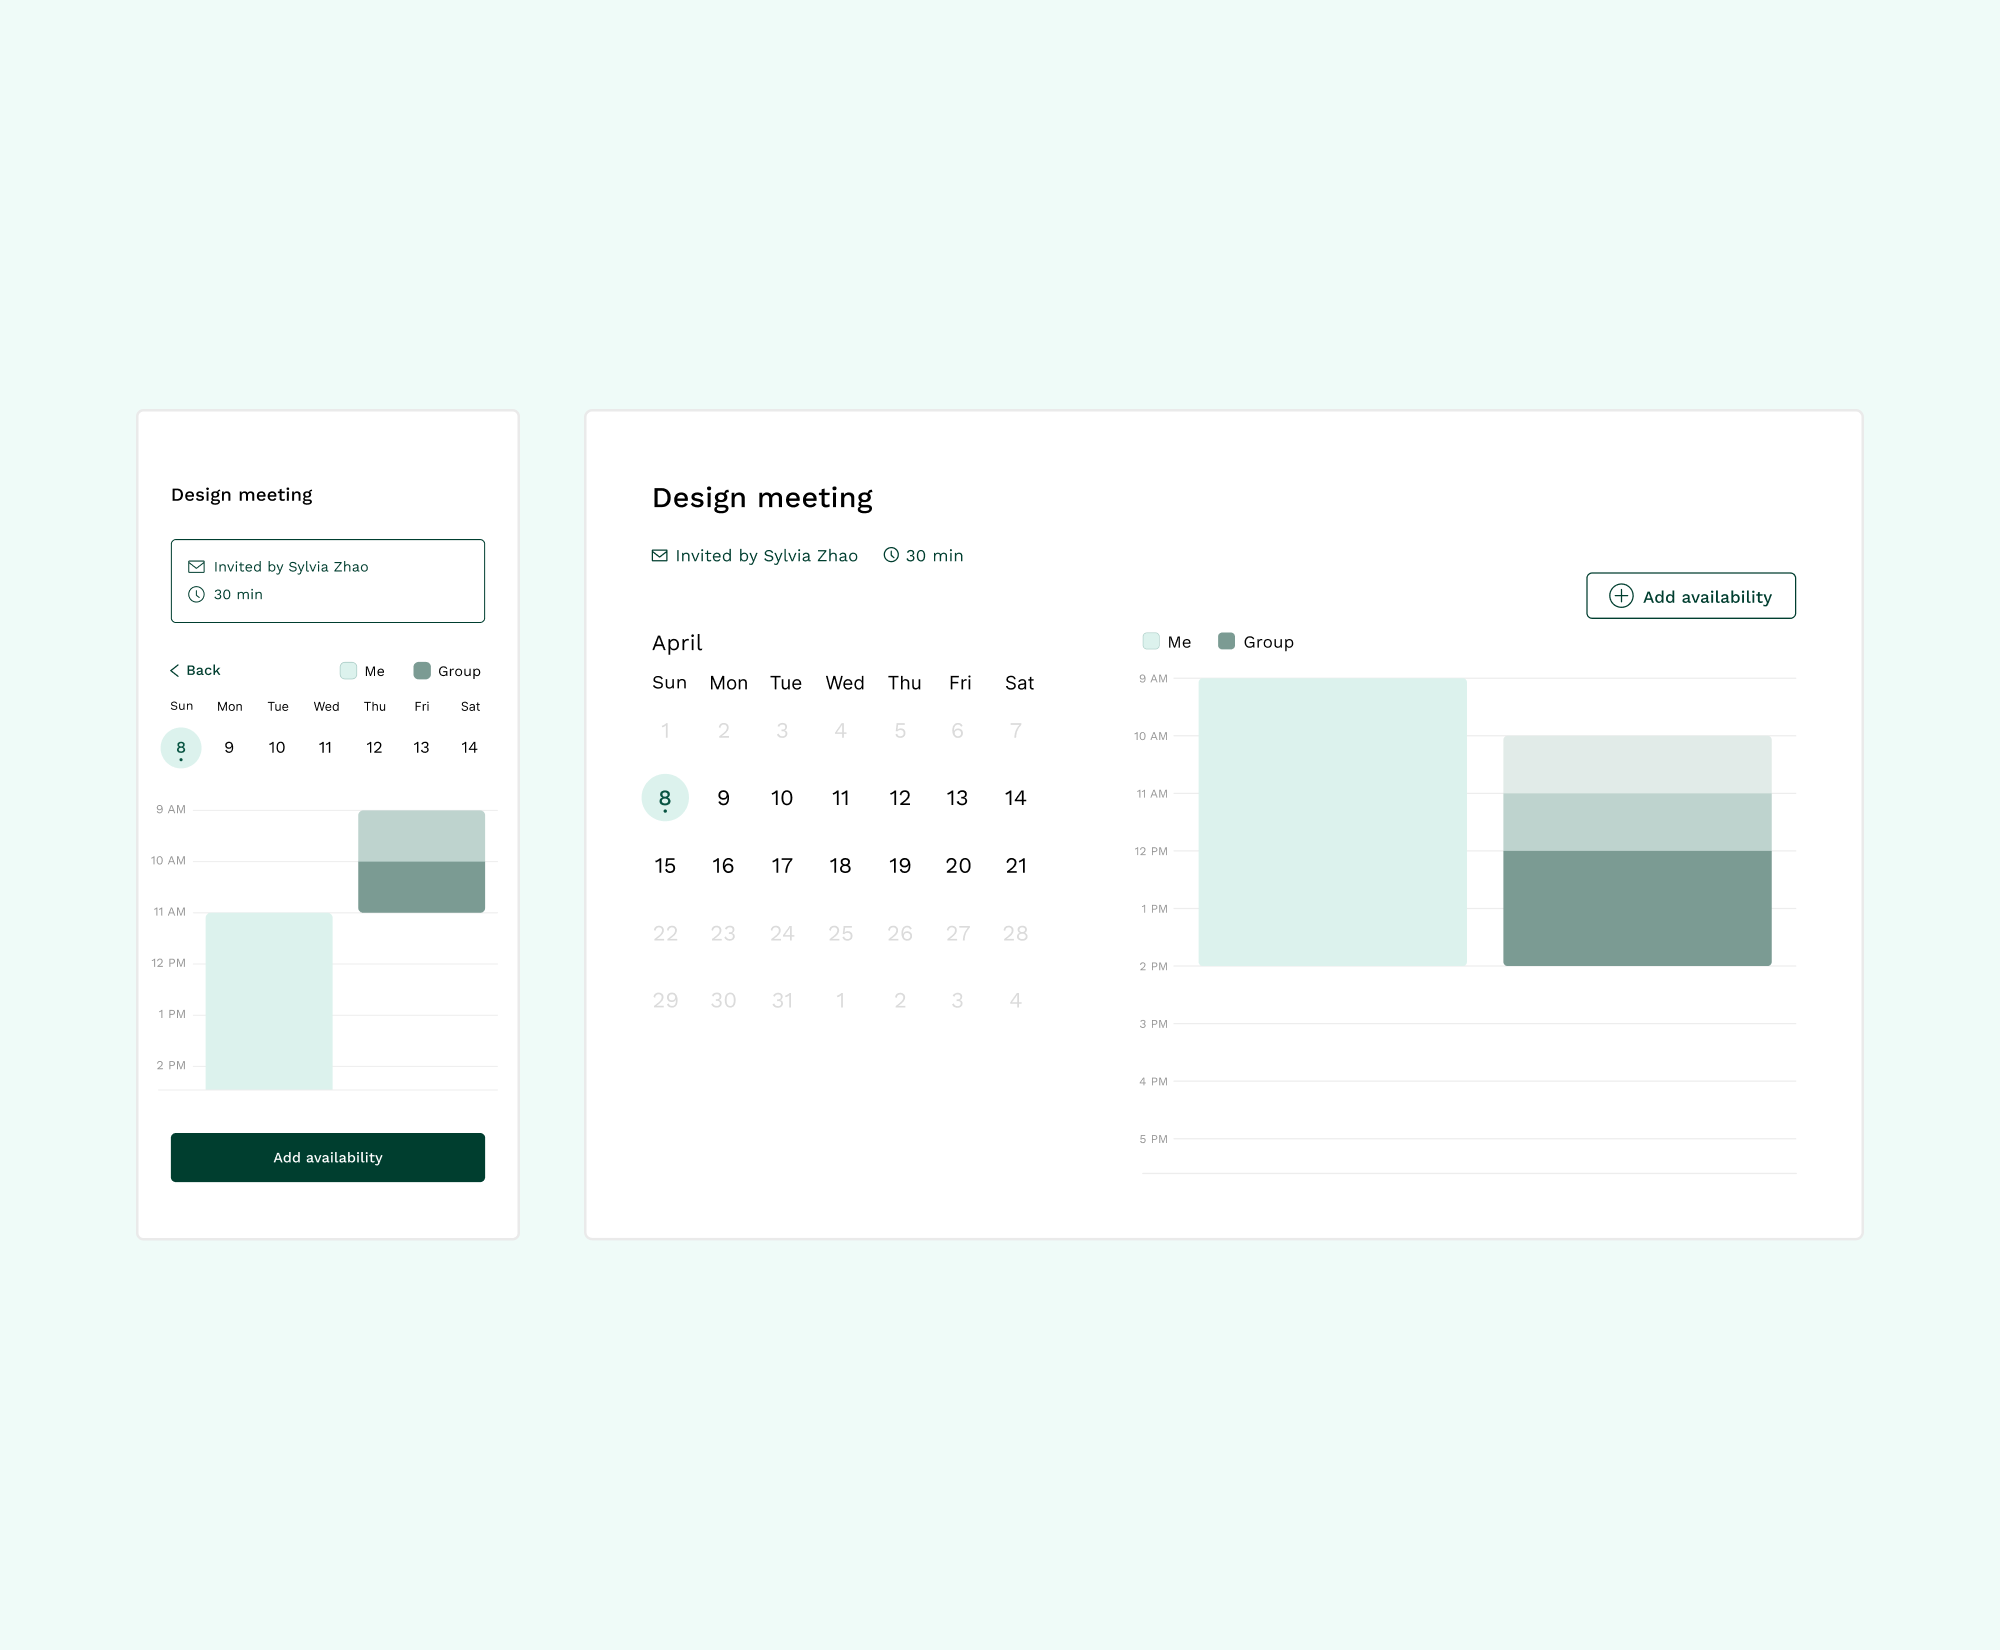 Design meeting
Invited by Sylvia Zhao
30 min
Back
Me Group
Sun Mon Tue Wed Thu Fri Sat
8 9 10 11 12 13 14
9 AM
10 AM
11 AM
12 PM
1 PM
2 PM
Add availability
Design meeting
Invited by Sylvia Zhao 30 min
Add availability
April
Sun Mon Tue Wed Thu Fri Sat
1 2 3 4 5 6 7
8 9 10 11 12 13 14
15 16 17 18 19 20 21
22 23 24 25 26 27 28
29 30 31 1 2 3 4
Me Group
9 AM
10 AM
11 AM
12 PM
1 PM
2 PM
3 PM
4 PM
5 PM